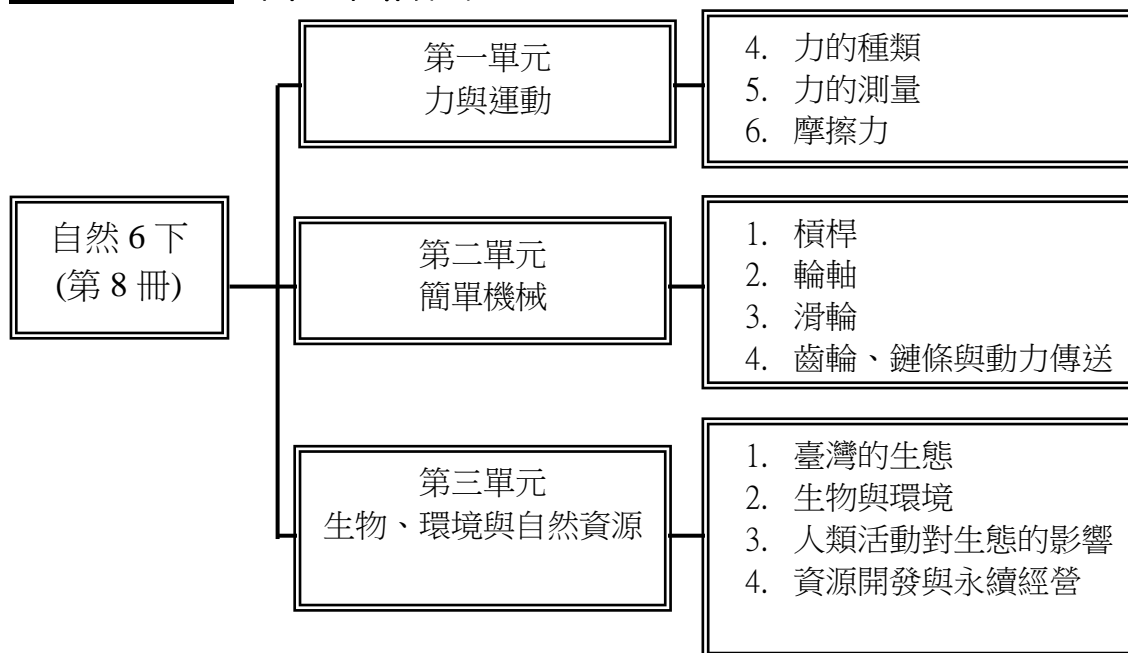 自然 6 下
(第 8 冊)
第一單元
力與運動
4. 力的種類
5. 力的測量
6. 摩擦力
第二單元
簡單機械
1. 槓桿
2. 輪軸
3. 滑輪
4. 齒輪、鏈條與動力傳送
第三單元
生物、環境與自然資源
1. 臺灣的生態
2. 生物與環境
3. 人類活動對生態的影響
4. 資源開發與永續經營